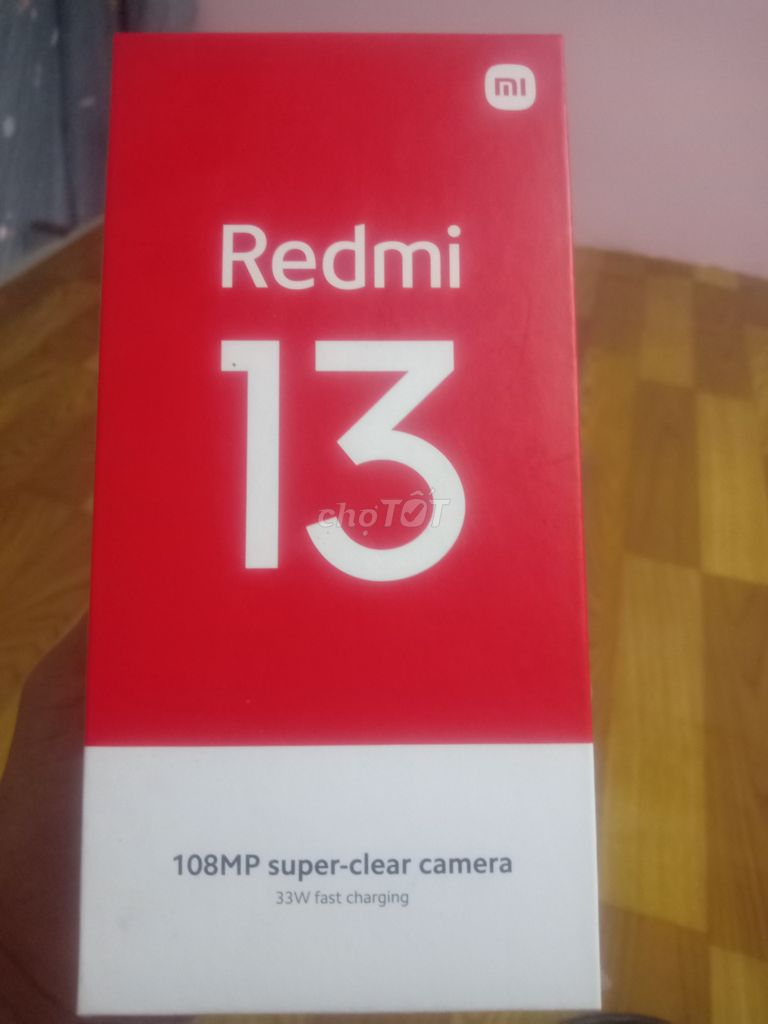 mi
Redmi
13
chợTỐT
108MP super-clear camera
33W fast charging